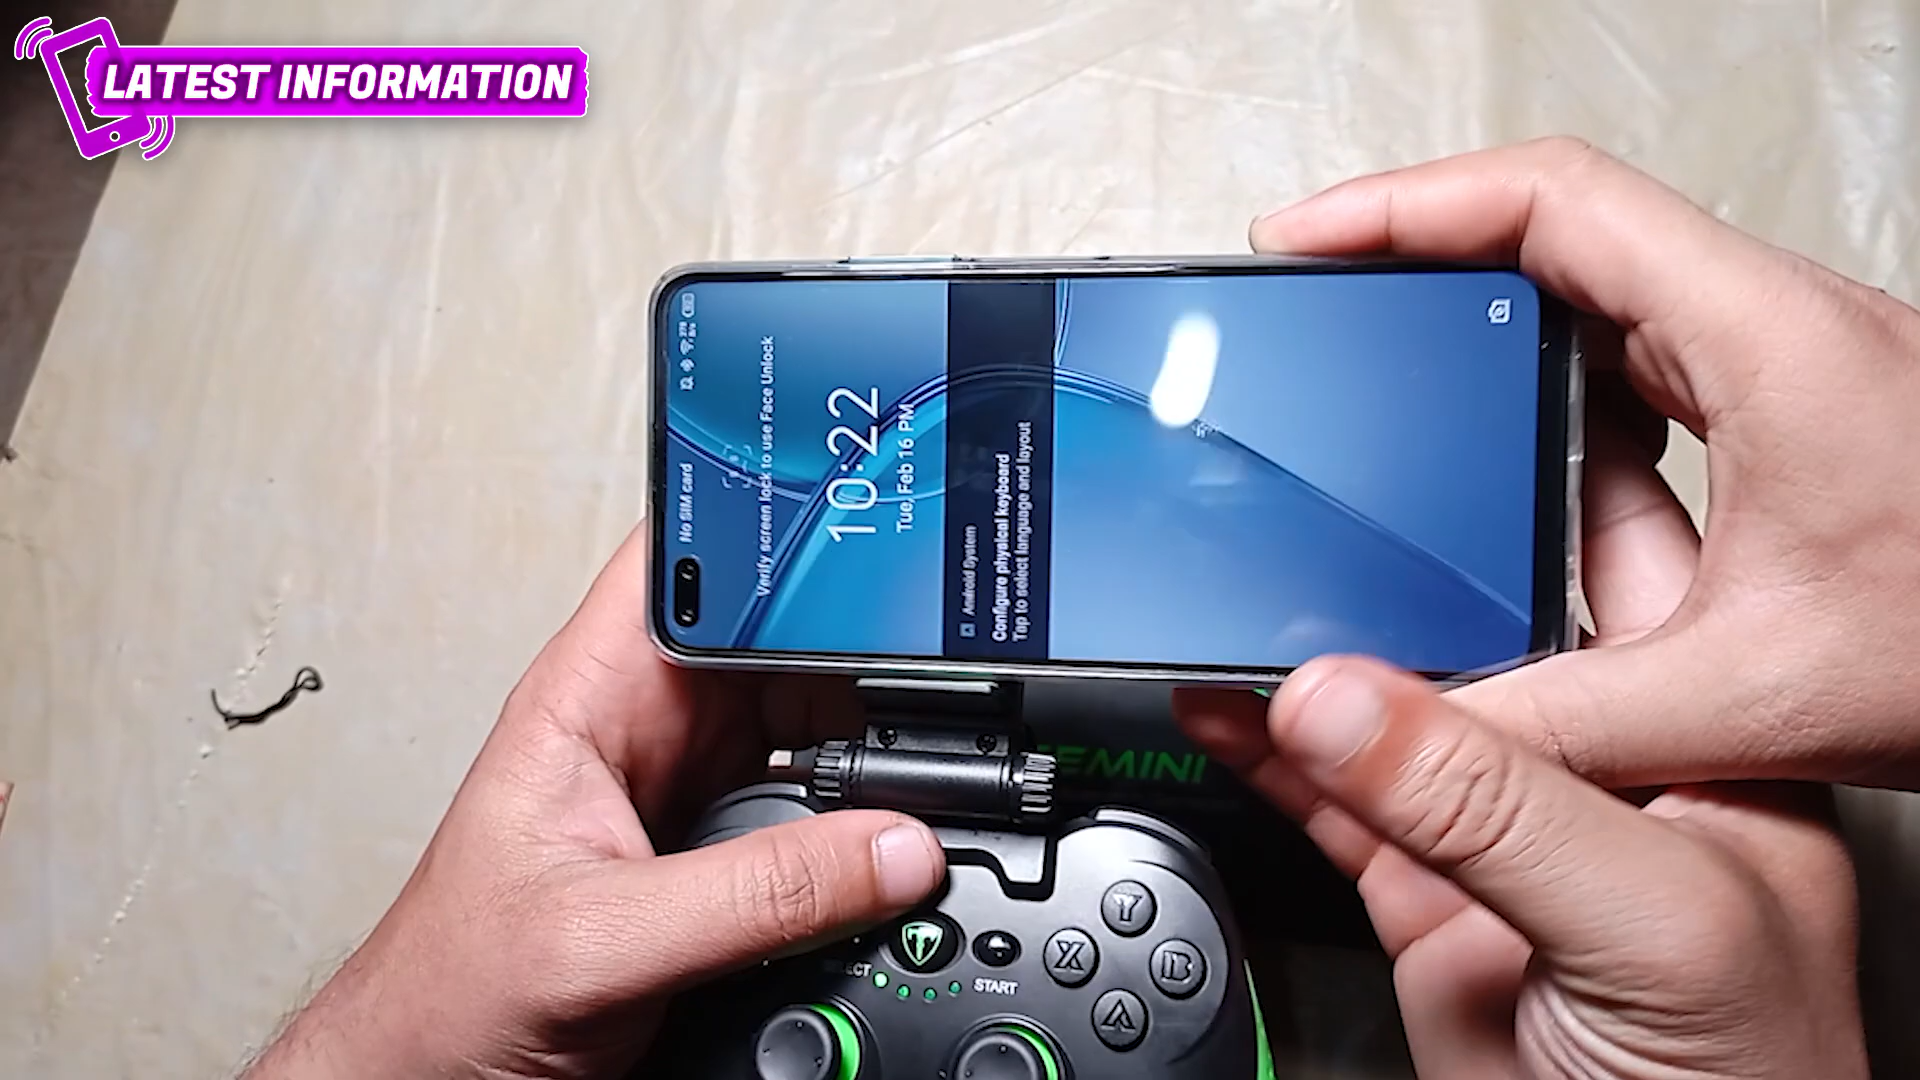 LATEST INFORMATION
No SIM card
Verify screen lock to use Face Unlock
10:22
Tue, Feb 16 PM
Android System
Configure physical keyboard
Tap to select language and layout
EMINI
START
Y
X
B
A